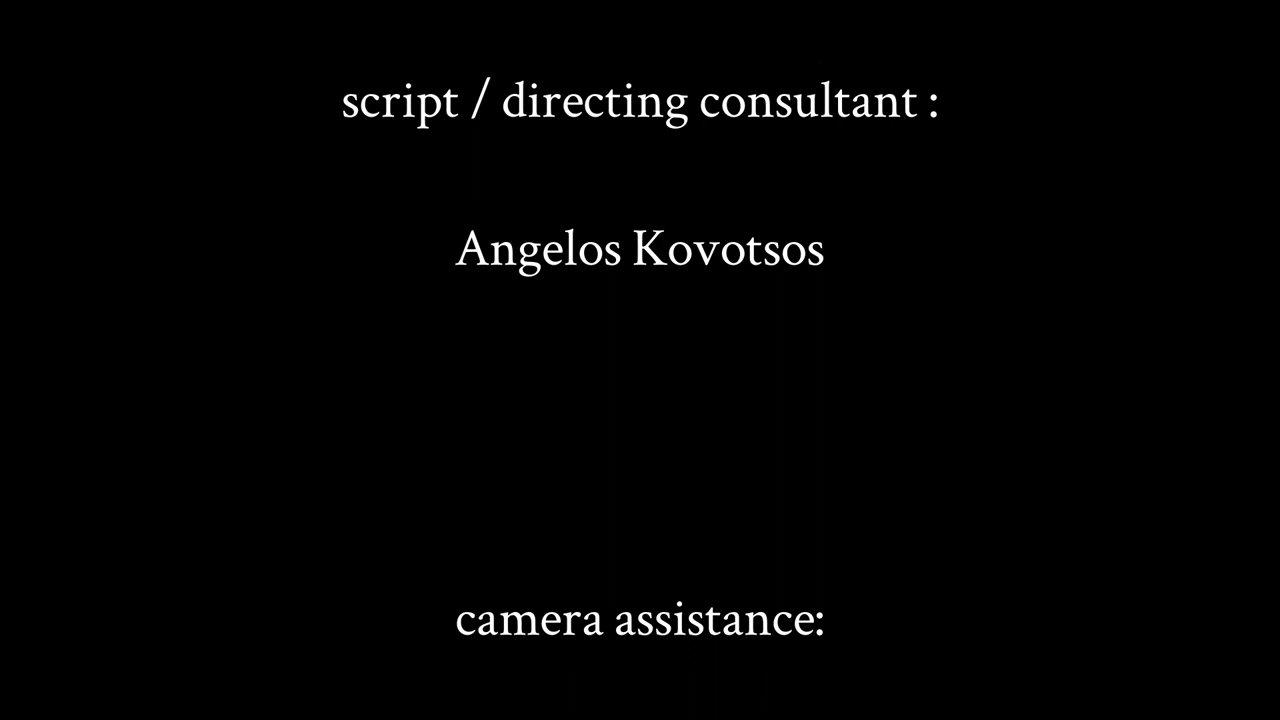 script / directing consultant :
Angelos Kovotsos
camera assistance: